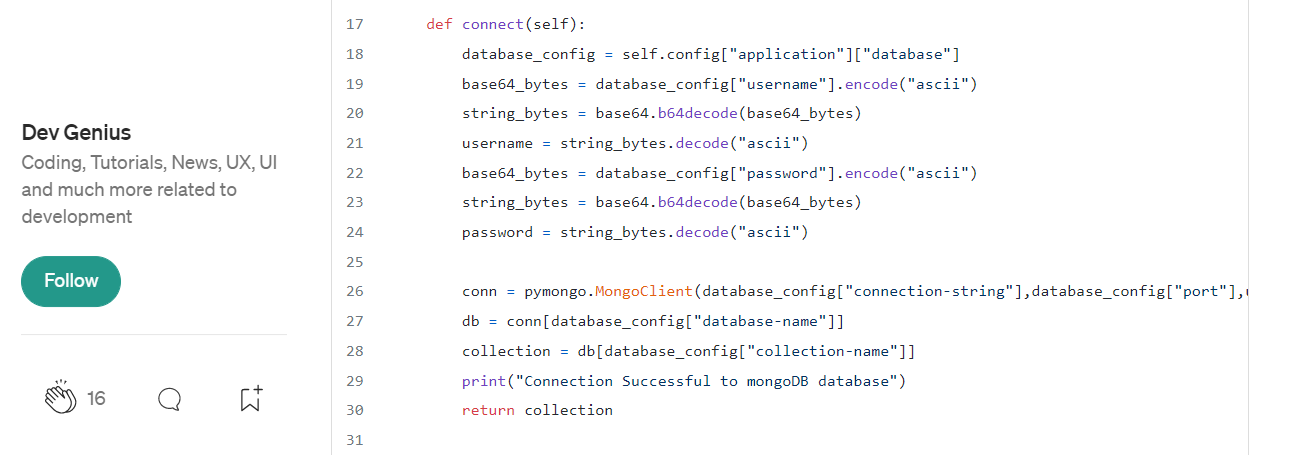 Dev Genius
Coding, Tutorials, News, UX, UI
and much more related to
development
Follow
16
17 def connect(self):
18 database_config = self.config["application"]["database"]
19 base64_bytes = database_config["username"].encode("ascii")
20 string_bytes = base64.b64decode(base64_bytes)
21 username = string_bytes.decode("ascii")
22 base64_bytes = database_config["password"].encode("ascii")
23 string_bytes = base64.b64decode(base64_bytes)
24 password = string_bytes.decode("ascii")
25
26 conn = pymongo.MongoClient(database_config["connection-string"],database_config["port"],
27 db = conn[database_config["database-name"]]
28 collection = db[database_config["collection-name"]]
29 print("Connection Successful to mongoDB database")
30 return collection
31